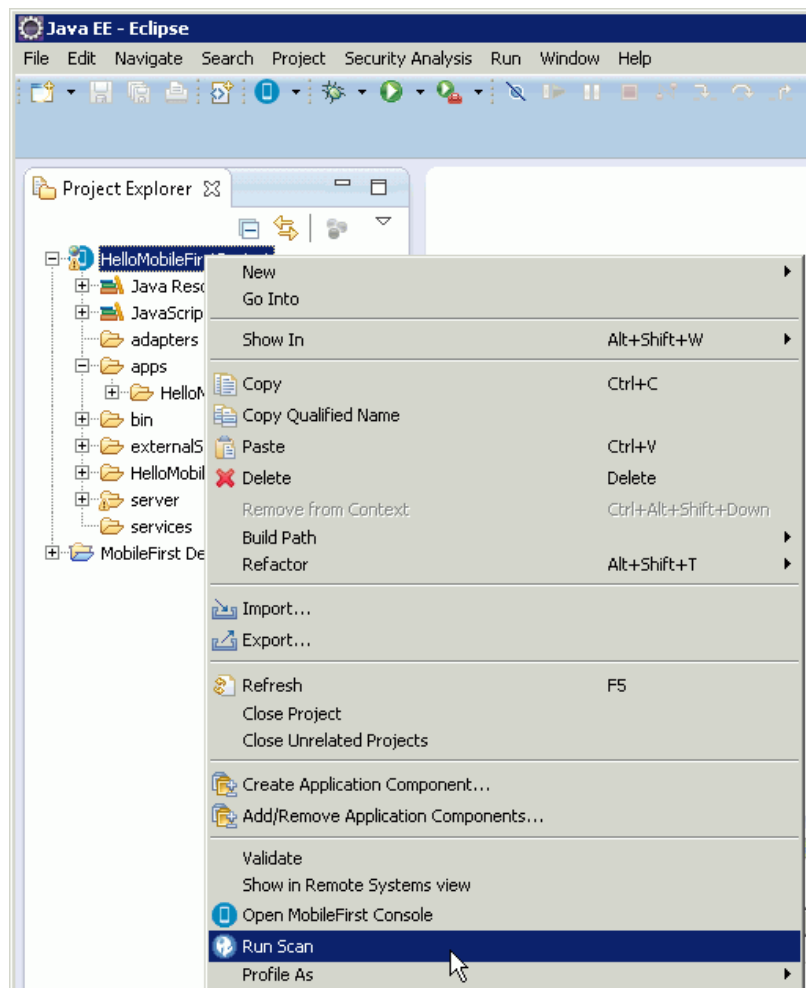 Java EE - Eclipse
File Edit Navigate Search Project Security Analysis Run Window Help
Project Explorer
HelloMobileFir
Java Reso
JavaScrip
adapters
apps
HelloM
bin
externalS
HelloMobil
server
services
MobileFirst De
New
Go Into
Show In Alt+Shift+W
Copy Ctrl+C
Copy Qualified Name
Paste Ctrl+V
Delete Delete
Remove from Context Ctrl+Alt+Shift+Down
Build Path
Refactor Alt+Shift+T
Import...
Export...
Refresh F5
Close Project
Close Unrelated Projects
Create Application Component...
Add/Remove Application Components...
Validate
Show in Remote Systems view
Open MobileFirst Console
Run Scan
Profile As